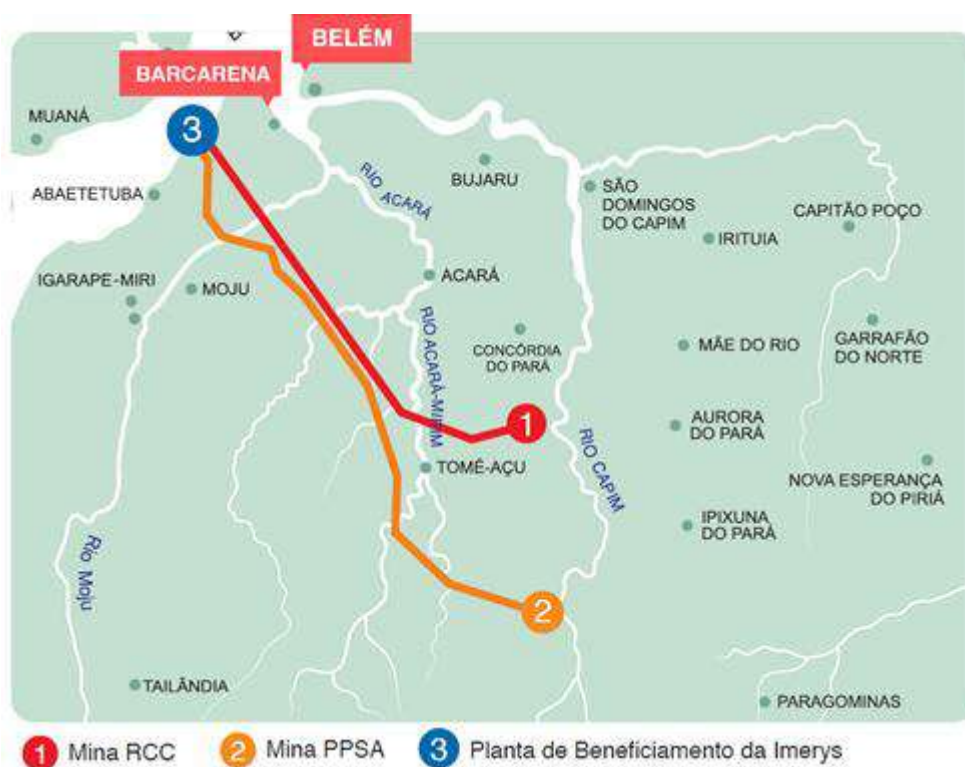 BELÉM
BARCARENA
MUANÁ
3
ABAETETUBA
RIO ACARÁ
BUJARU
SÃO
DOMINGOS
DO CAPIM
CAPITÃO POÇO
IRITUIA
IGARAPE-MIRI
MOJU
ACARÁ
RIO ACARÁ-MIRIM
CONCÓRDIA
DO PARÁ
MÃE DO RIO
GARRAFÃO
DO NORTE
1
RIO CAPIM
AURORA
DO PARÁ
TOMÉ-AÇU
NOVA ESPERANÇA
DO PIRIÁ
IPIXUNA
DO PARÁ
Rio Moju
2
TAILÂNDIA
PARAGOMINAS
1 Mina RCC 2 Mina PPSA 3 Planta de Beneficiamento da Imerys